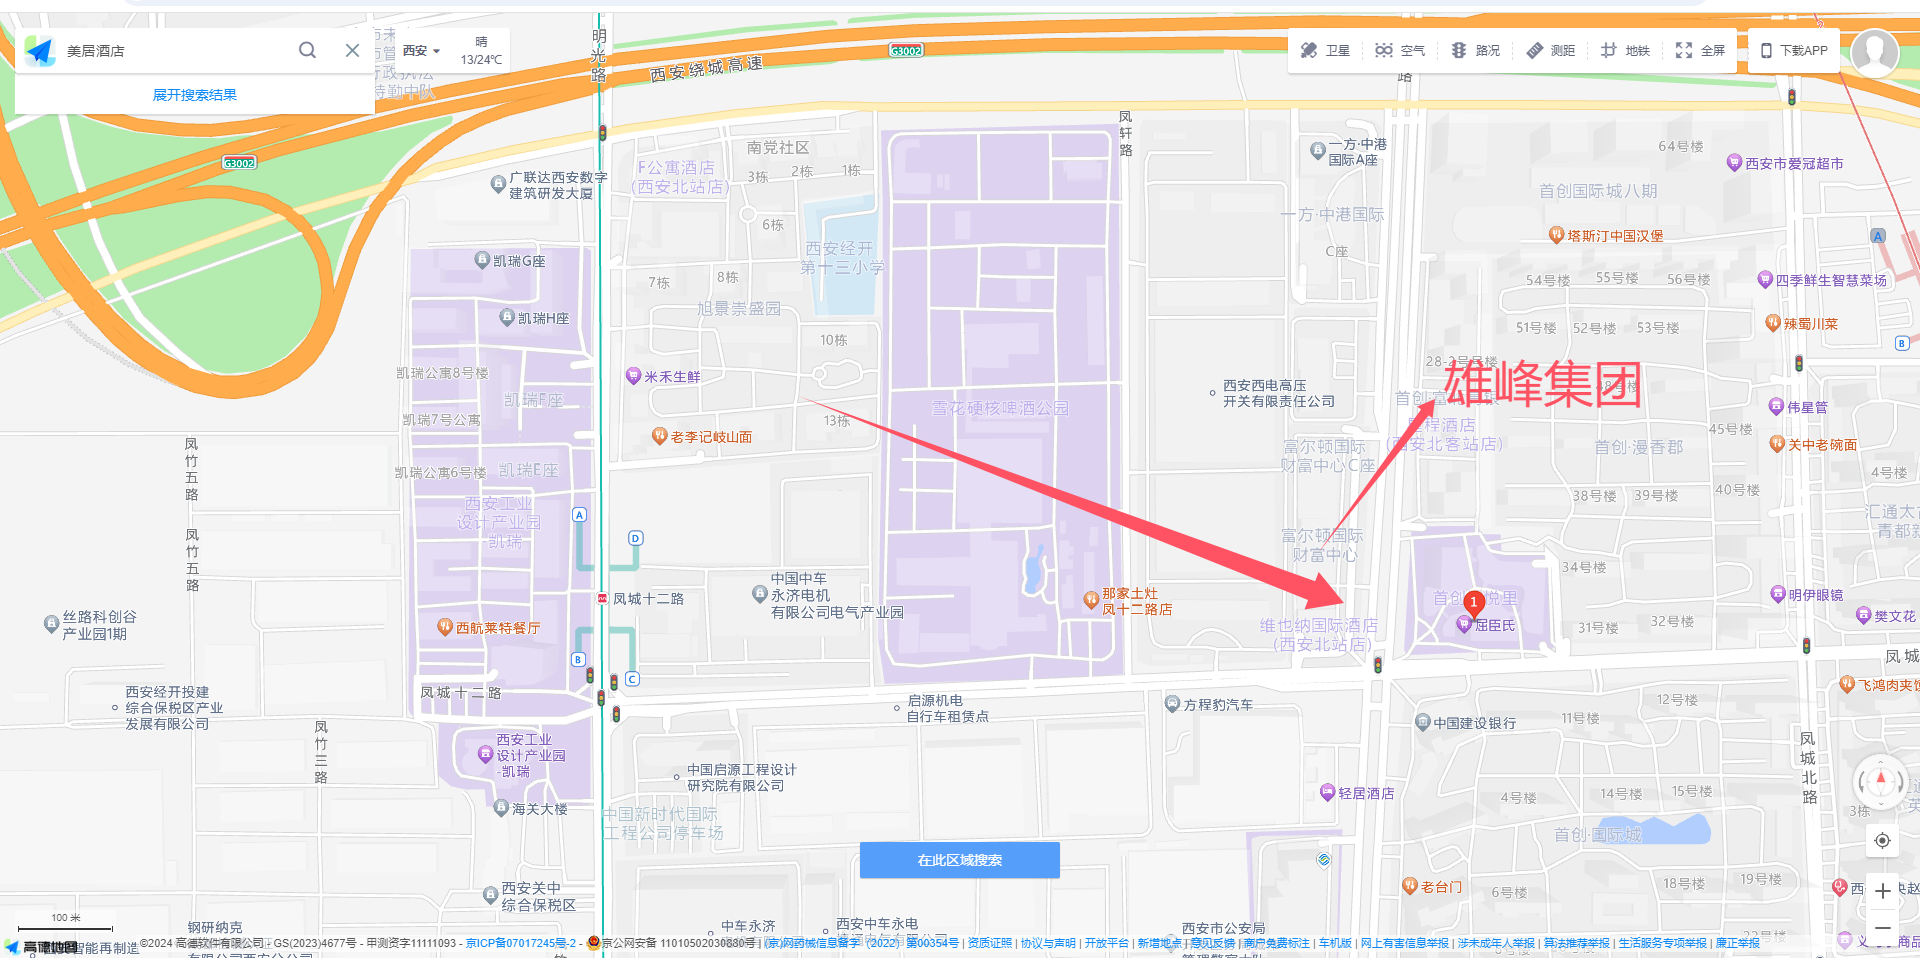 美居酒店
展开搜索结果
西安
晴
13/24℃
卫星
空气
路况
测距
地铁
全屏
下载APP
明光路
西安绕城高速
G3002
G3002
凤轩路
路
广联达西安数字
建筑研发大厦
F公寓酒店
(西安北站店)
南党社区
3栋
2栋
1栋
6栋
7栋
8栋
西安经开
第十三小学
旭景崇盛园
10栋
13栋
凯瑞G座
凯瑞H座
凯瑞公寓8号楼
凯瑞F座
凯瑞7号公寓
凯瑞公寓6号楼
凯瑞E座
西安工业
设计产业园
凯瑞
米禾生鲜
老李记岐山面
雪花硬核啤酒公园
一方·中港
国际A座
一方·中港国际
C座
西安西电高压
开关有限责任公司
64号楼
西安市爱冠超市
首创国际城八期
塔斯汀中国汉堡
54号楼
55号楼
56号楼
四季鲜生智慧菜场
51号楼
52号楼
53号楼
辣蜀川菜
A
B
雄峰集团
星程酒店
(西安北客站店)
首创·漫香郡
45号楼
伟星管
关中老碗面
4号楼
38号楼
39号楼
40号楼
富尔顿国际
财富中心C座
富尔顿国际
财富中心
34号楼
31号楼
32号楼
明伊眼镜
樊文花
1
屈臣氏
维也纳国际酒店
(西安北站店)
凤竹五路
凤竹五路
丝路科创谷
产业园1期
西航莱特餐厅
A
D
B
C
凤城十二路
中国中车
永济电机
有限公司电气产业园
那家土灶
凤十二路店
凤城十二路
凤城
飞鸿肉夹馍
西安经开投建
综合保税区产业
发展有限公司
凤竹三路
西安工业
设计产业园
-凯瑞
海关大楼
启源机电
自行车租赁点
方程豹汽车
中国建设银行
12号楼
11号楼
凤城北路
中国启源工程设计
研究院有限公司
中国新时代国际
工程公司停车场
轻居酒店
4号楼
14号楼
15号楼
3栋
首创·国际城
在此区域搜索
老台门
6号楼
18号楼
19号楼
西安关中
综合保税区
100 米
钢研纳克
中车永济
西安中车永电
西安市公安局
高德地图
智能再制造
©2024 高德软件有限公司 - GS(2023)4677号 - 甲测资字11111093 - 京ICP备07017245号-2 - 京公网安备 11010502030880号 | (京)网药械信息备字（2022）第00354号 | 资质证照 | 协议与声明 | 开放平台 | 新增地点 | 意见反馈 | 商户免费标注 | 车机版 | 网上有害信息举报 | 涉未成年人举报 | 算法推荐举报 | 生活服务专项举报 | 廉正举报